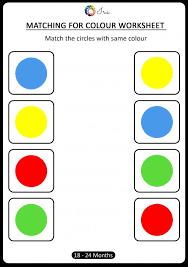 MATCHING FOR COLOUR WORKSHEET
Match the circles with same colour
18 - 24 Months